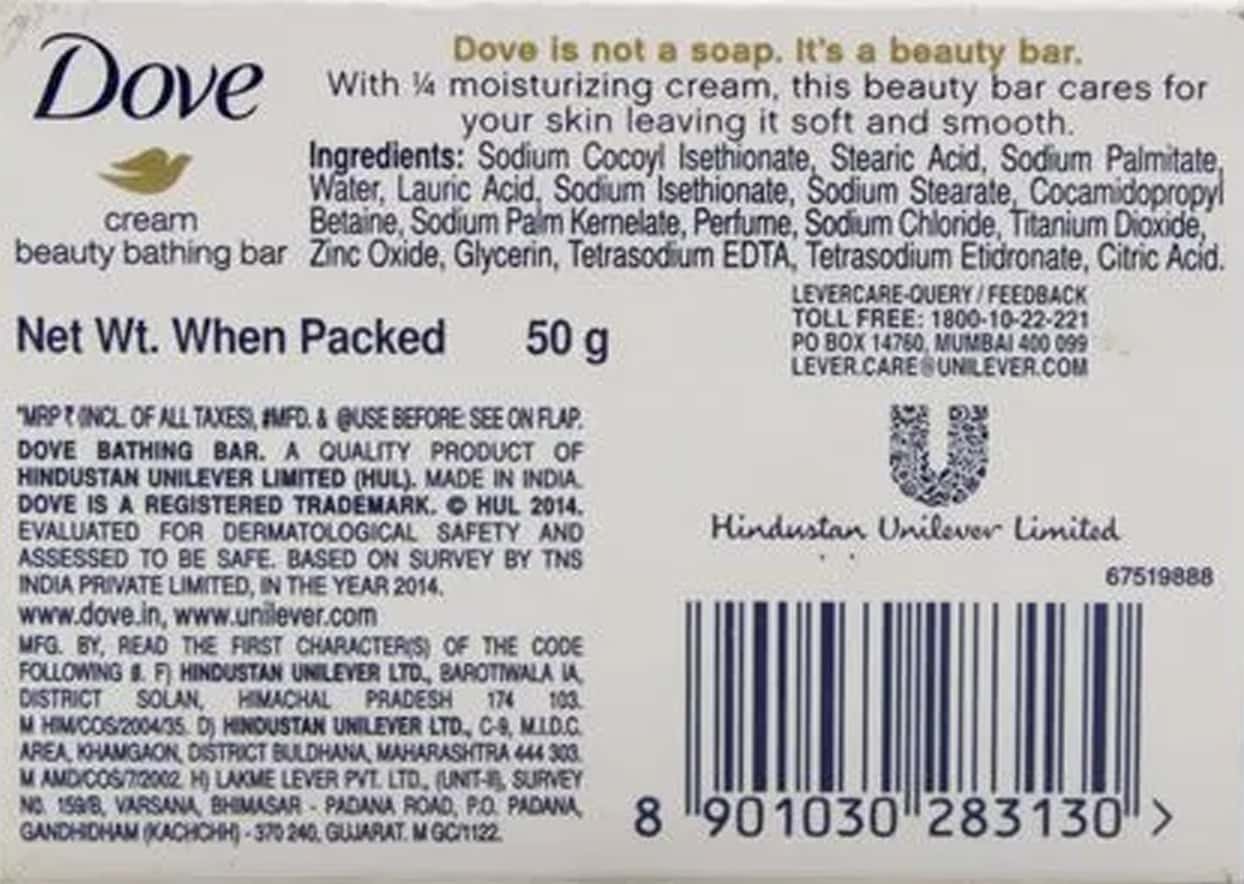 Dove
cream
beauty bathing bar
Dove is not a soap. It's a beauty bar.
With ¼ moisturizing cream, this beauty bar cares for
your skin leaving it soft and smooth.
Ingredients: Sodium Cocoyl Isethionate, Stearic Acid, Sodium Palmitate,
Water, Lauric Acid, Sodium Isethionate, Sodium Stearate, Cocamidopropyl
Betaine, Sodium Palm Kernelate, Perfume, Sodium Chloride, Titanium Dioxide,
Zinc Oxide, Glycerin, Tetrasodium EDTA, Tetrasodium Etidronate, Citric Acid.
Net Wt. When Packed 50 g
LEVERCARE-QUERY / FEEDBACK
TOLL FREE: 1800-10-22-221
PO BOX 14760, MUMBAI 400 099
LEVER.CARE@UNILEVER.COM
*MRP ₹ (INCL. OF ALL TAXES), #MFD. & @USE BEFORE: SEE ON FLAP.
DOVE BATHING BAR. A QUALITY PRODUCT OF
HINDUSTAN UNILEVER LIMITED (HUL). MADE IN INDIA.
DOVE IS A REGISTERED TRADEMARK. © HUL 2014.
EVALUATED FOR DERMATOLOGICAL SAFETY AND
ASSESSED TO BE SAFE. BASED ON SURVEY BY TNS
INDIA PRIVATE LIMITED, IN THE YEAR 2014.
www.dove.in, www.unilever.com
MFG. BY, READ THE FIRST CHARACTER(S) OF THE CODE
FOLLOWING #. F) HINDUSTAN UNILEVER LTD., BAROTIWALA IA,
DISTRICT SOLAN, HIMACHAL PRADESH 174 103.
M HIM/COS/2004/35. D) HINDUSTAN UNILEVER LTD., C-9, M.I.D.C.
AREA, KHAMGAON, DISTRICT BULDHANA, MAHARASHTRA 444 303.
M AMD/COS/7/2002. H) LAKME LEVER PVT. LTD., (UNIT-II), SURVEY
NO. 159/B, VARSANA, BHIMASAR - PADANA ROAD, P.O. PADANA,
GANDHIDHAM (KACHCHH) - 370 240, GUJARAT. M GC/1122.
Hindustan Unilever Limited
67519888
8 901030 283130 >